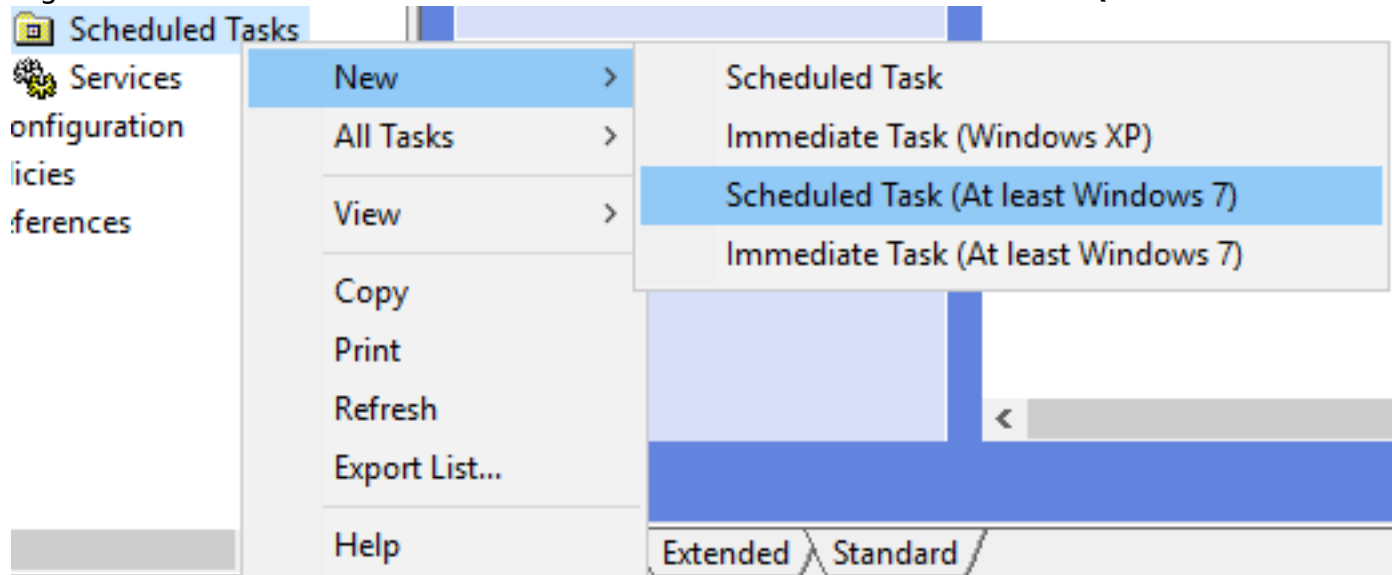 Scheduled Tasks
Services
onfiguration
licies
ferences
New >
All Tasks >
View >
Copy
Print
Refresh
Export List...
Help
Scheduled Task
Immediate Task (Windows XP)
Scheduled Task (At least Windows 7)
Immediate Task (At least Windows 7)
Extended
Standard